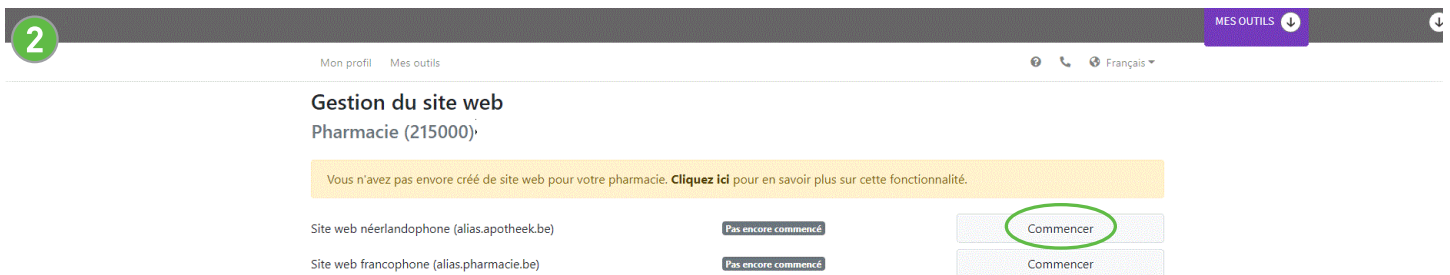 2
MES OUTILS
Mon profil Mes outils Français
Gestion du site web
Pharmacie (215000)
Vous n'avez pas envore créé de site web pour votre pharmacie. Cliquez ici pour en savoir plus sur cette fonctionnalité.
Site web néerlandophone (alias.apotheek.be) Pas encore commencé Commencer
Site web francophone (alias.pharmacie.be) Pas encore commencé Commencer